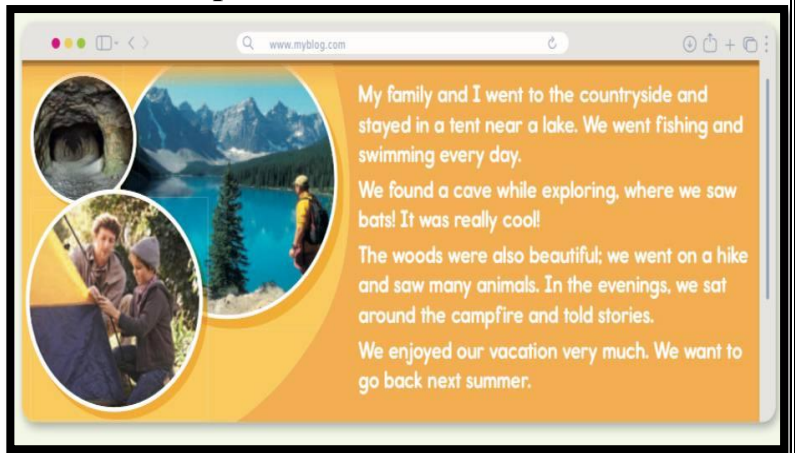 www.myblog.com
My family and I went to the countryside and
stayed in a tent near a lake. We went fishing and
swimming every day.
We found a cave while exploring, where we saw
bats! It was really cool!
The woods were also beautiful; we went on a hike
and saw many animals. In the evenings, we sat
around the campfire and told stories.
We enjoyed our vacation very much. We want to
go back next summer.